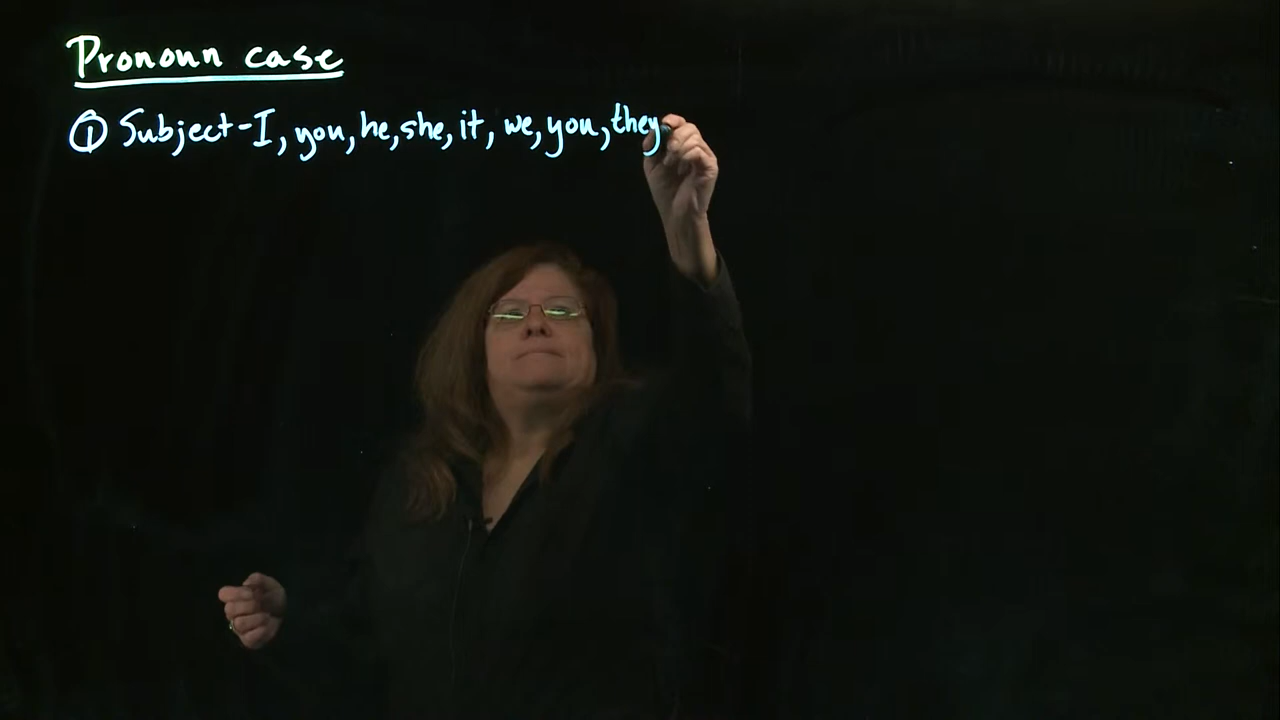 Pronoun case
① Subject-I, you, he, she, it, we, you, they